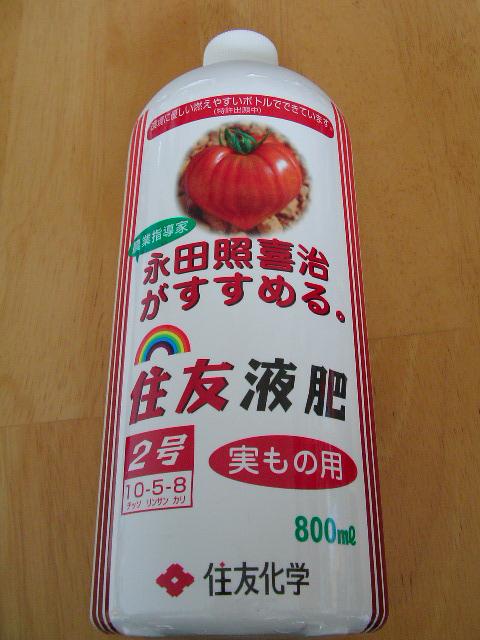 環境に優しい燃えやすいボトルでできています。
(特許出願中)
農業指導家
永田照喜治
がすすめる。
住友液肥
2号
実もの用
10-5-8
チッソ リンサン カリ
800ml
住友化学